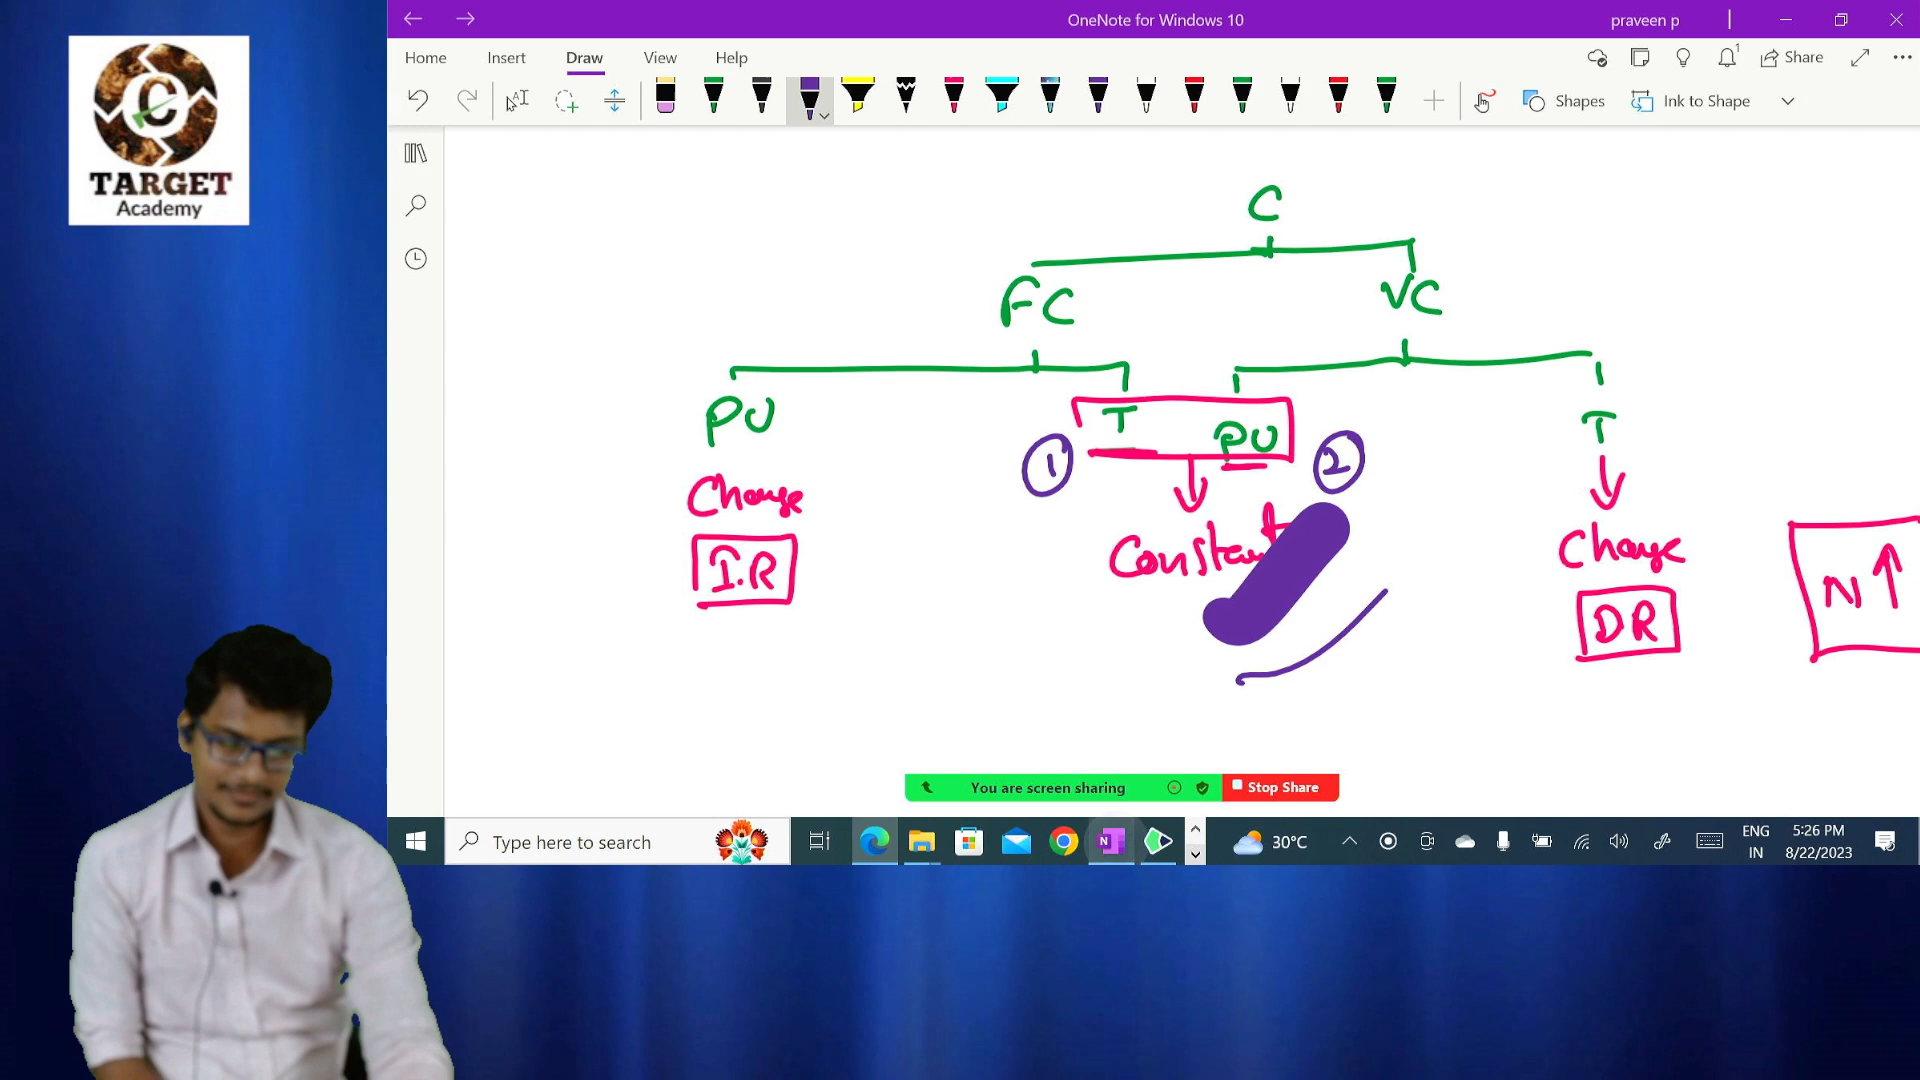 TARGET
Academy
OneNote for Windows 10
praveen p
Home
Insert
Draw
View
Help
1
Share
Shapes
Ink to Shape
C
FC
VC
PU
T
PU
T
1
2
Change
I.R
Constant
Change
DR
N↑
You are screen sharing
Stop Share
Type here to search
30°C
ENG
IN
5:26 PM
8/22/2023